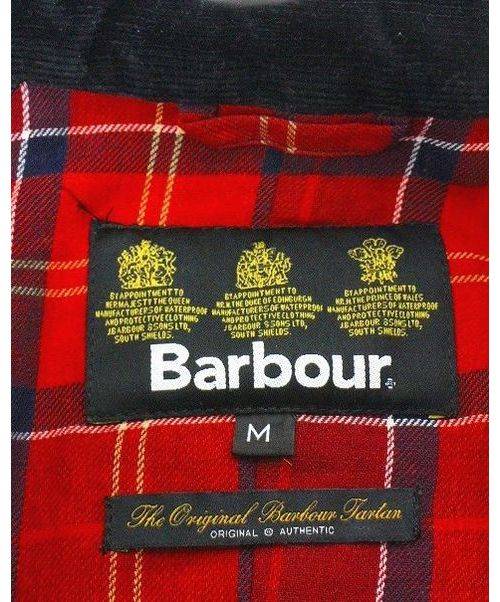 BY APPOINTMENT TO
HER MAJESTY THE QUEEN
MANUFACTURERS OF WATERPROOF
AND PROTECTIVE CLOTHING
J BARBOUR & SONS LTD,
SOUTH SHIELDS.
BY APPOINTMENT TO
H.R.H. THE DUKE OF EDINBURGH
MANUFACTURERS OF WATERPROOF
AND PROTECTIVE CLOTHING
J BARBOUR & SONS LTD,
SOUTH SHIELDS.
BY APPOINTMENT TO
H.R.H. THE PRINCE OF WALES
MANUFACTURERS OF WATERPROOF
AND PROTECTIVE CLOTHING
J BARBOUR & SONS LTD,
SOUTH SHIELDS.
Barbour
M
The Original Barbour Tartan
ORIGINAL AUTHENTIC